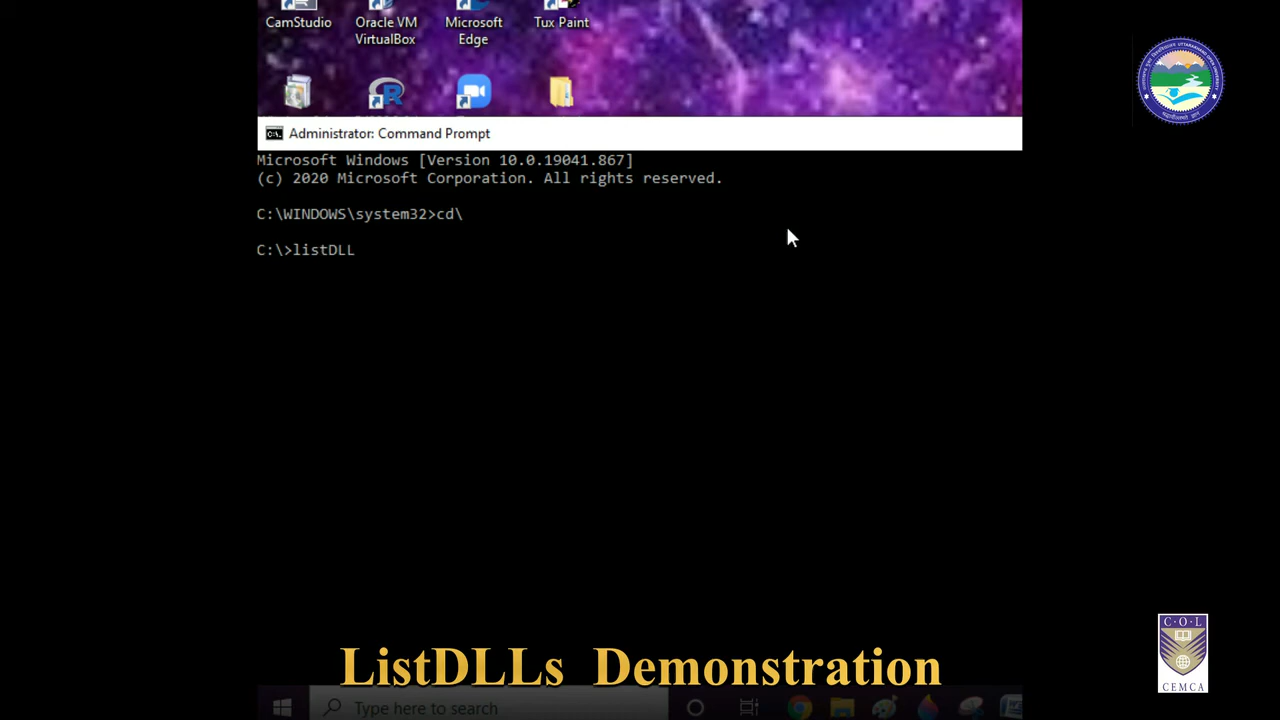 CamStudio
Oracle VM
VirtualBox
Microsoft
Edge
Tux Paint
Administrator: Command Prompt
Microsoft Windows [Version 10.0.19041.867]
(c) 2020 Microsoft Corporation. All rights reserved.
C:\WINDOWS\system32>cd\
C:\>listDLL
ListDLLs Demonstration
Type here to search
C·O·L
CEMCA